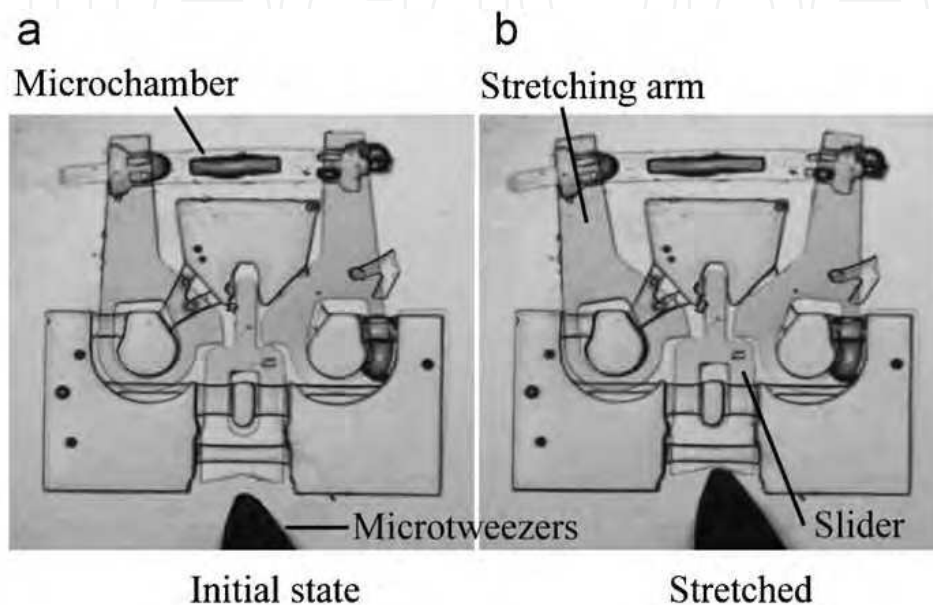 a
b
Microchamber
Stretching arm
Microtweezers
Slider
Initial state
Stretched